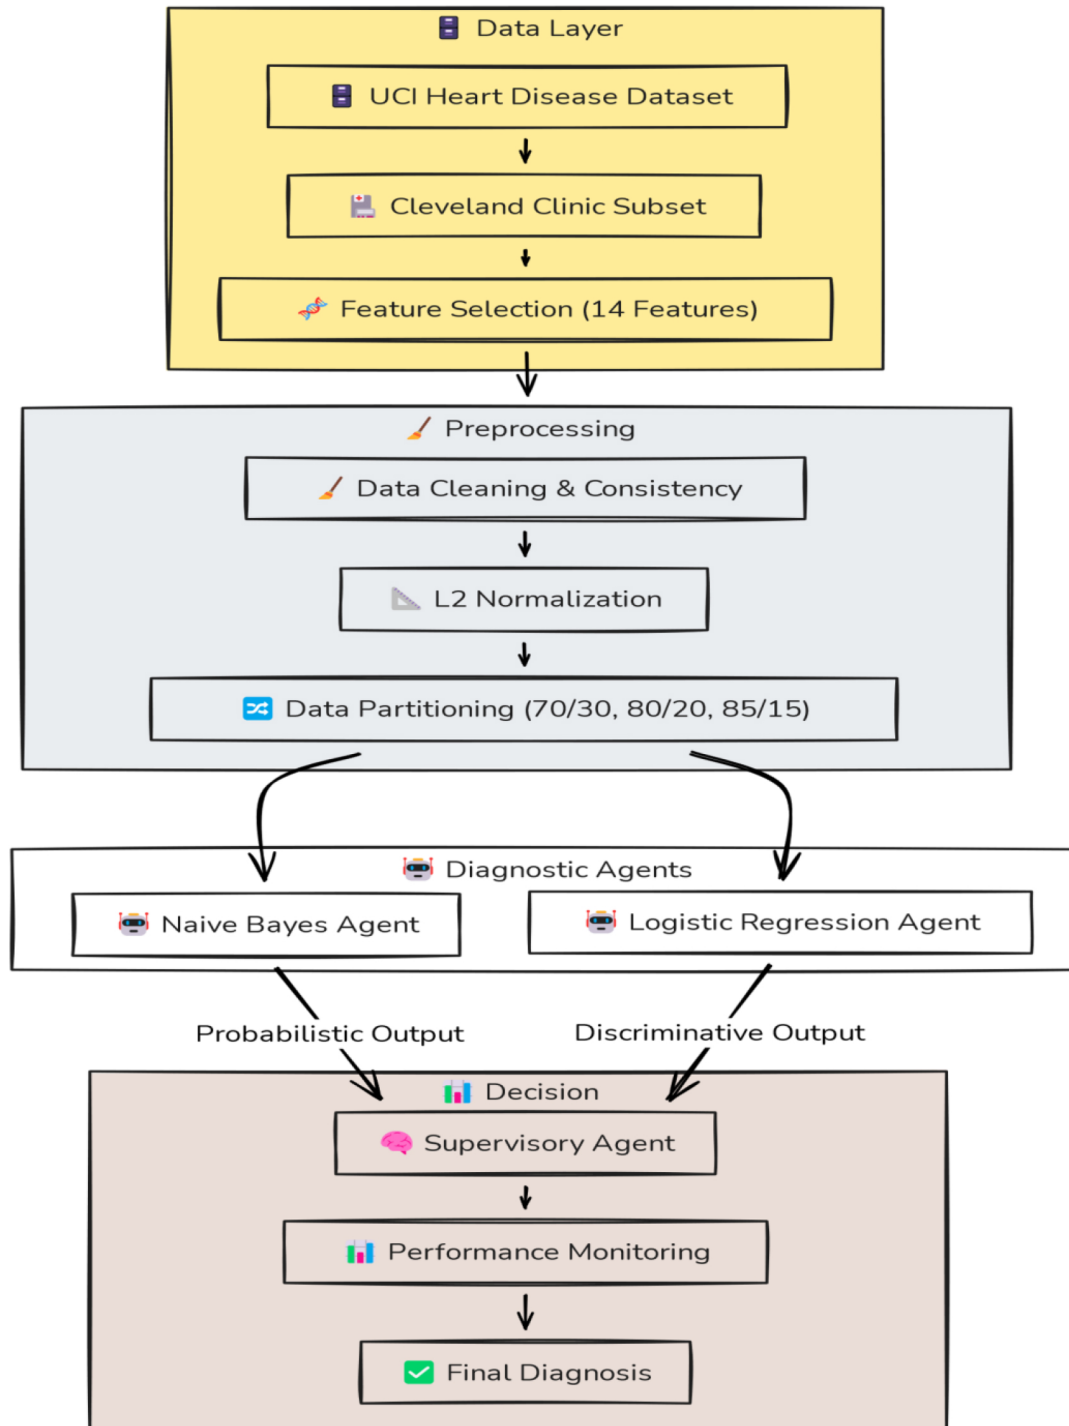 Data Layer
UCI Heart Disease Dataset
Cleveland Clinic Subset
Feature Selection (14 Features)
Preprocessing
Data Cleaning & Consistency
L2 Normalization
Data Partitioning (70/30, 80/20, 85/15)
Diagnostic Agents
Naive Bayes Agent
Logistic Regression Agent
Probabilistic Output
Discriminative Output
Decision
Supervisory Agent
Performance Monitoring
Final Diagnosis